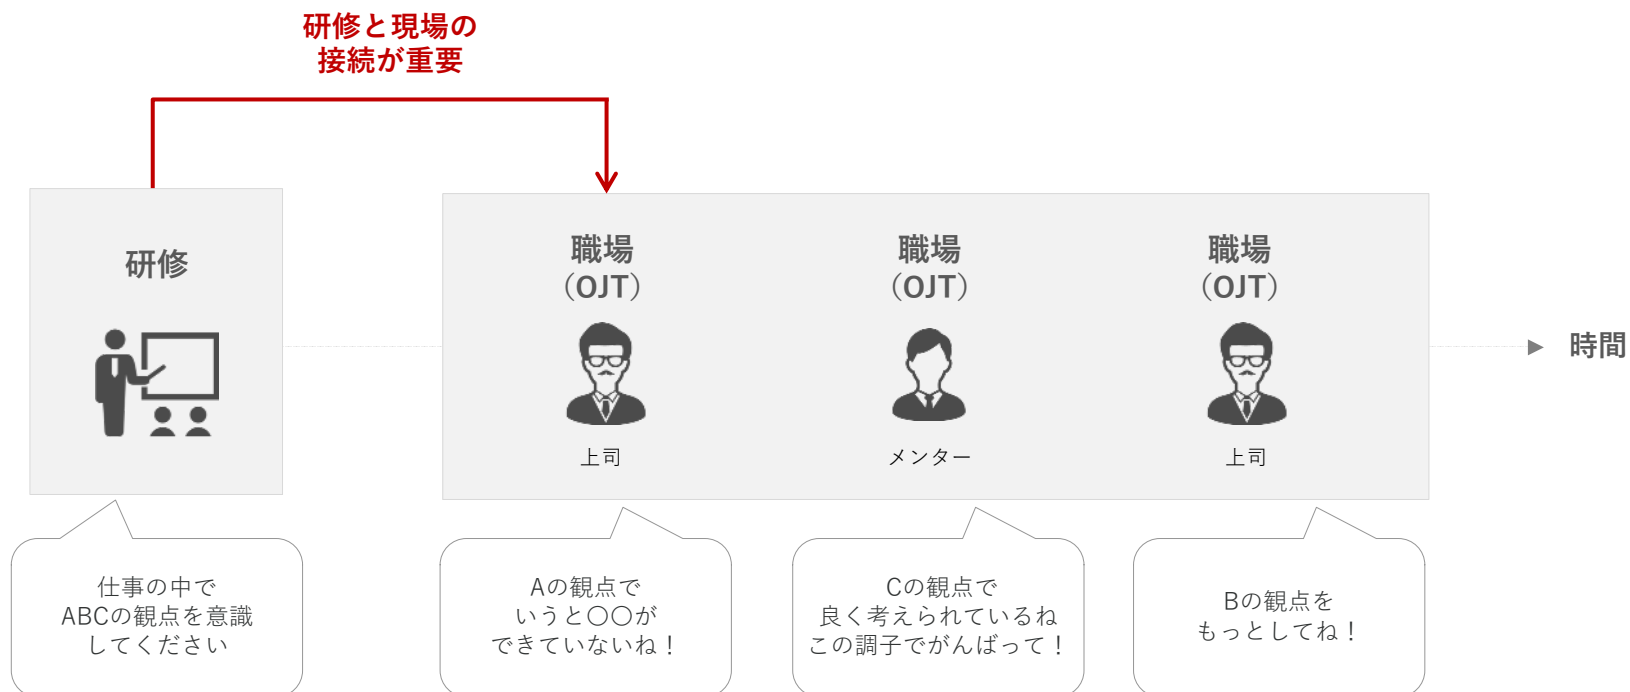 研修と現場の
接続が重要
研修
職場
（OJT）
上司
職場
（OJT）
メンター
職場
（OJT）
上司
時間
仕事の中で
ABCの観点を意識
してください
Aの観点で
いうと〇〇が
できていないね！
Cの観点で
良く考えられているね
この調子でがんばって！
Bの観点を
もっとしてね！